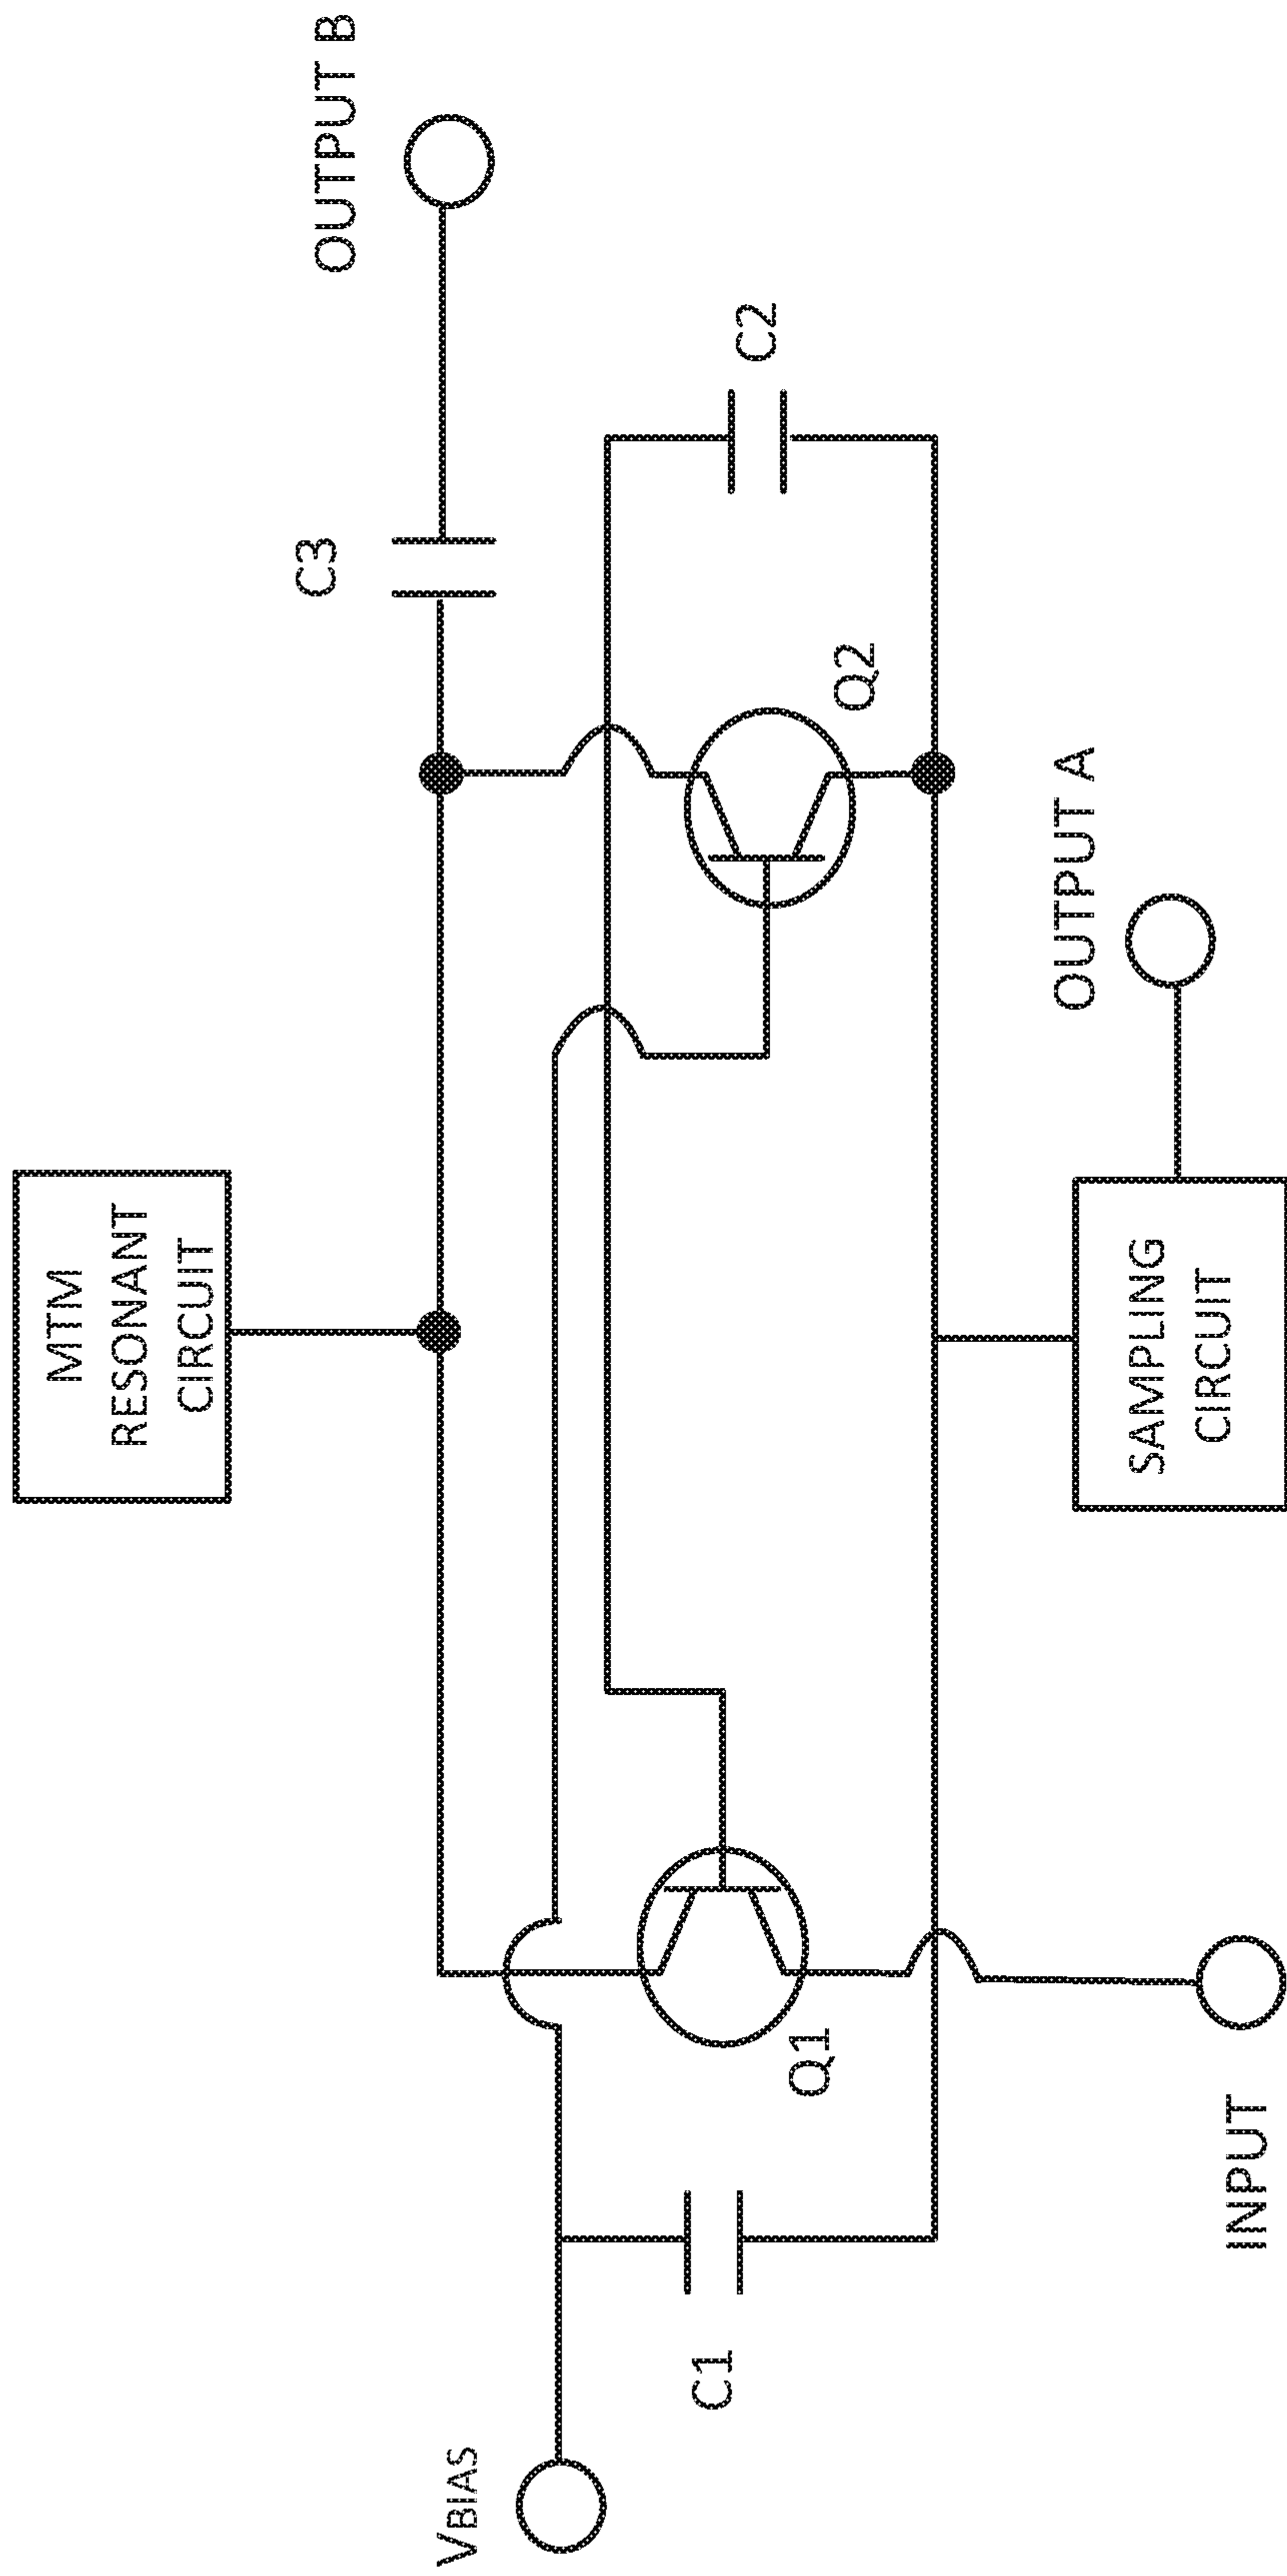 MTM
RESONANT
CIRCUIT
OUTPUT B
C3
VBIAS
C1
Q1
Q2
C2
OUTPUT A
SAMPLING
CIRCUIT
INPUT